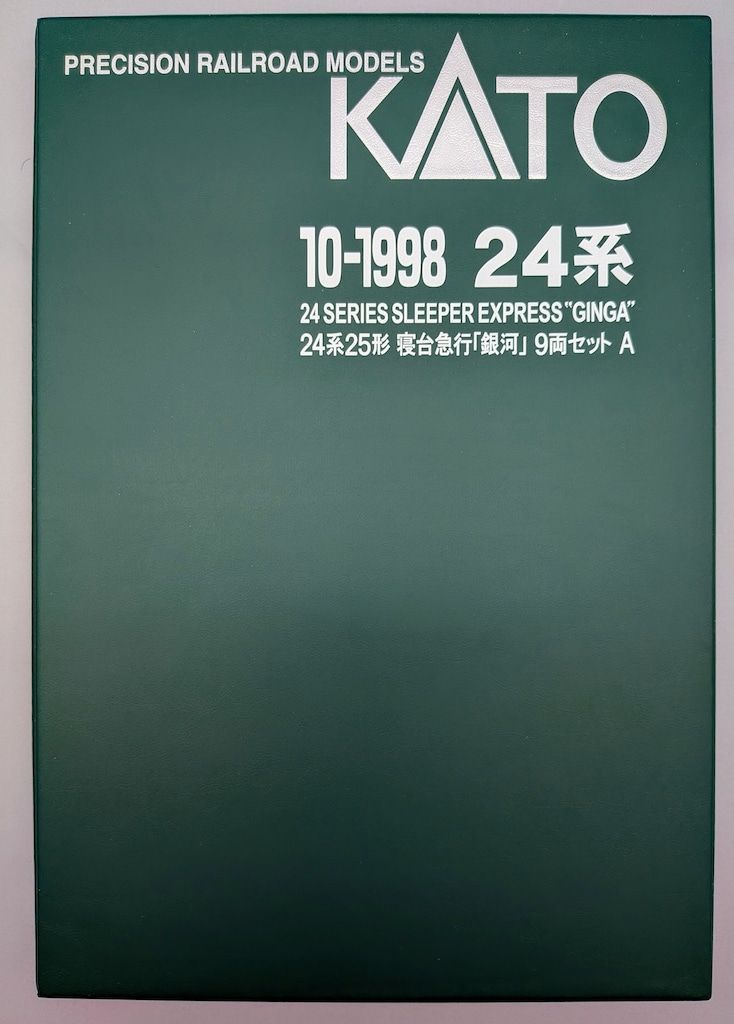 PRECISION RAILROAD MODELS
KATO
10-1998 24系
24 SERIES SLEEPER EXPRESS "GINGA"
24系25形 寝台急行「銀河」 9両セット A